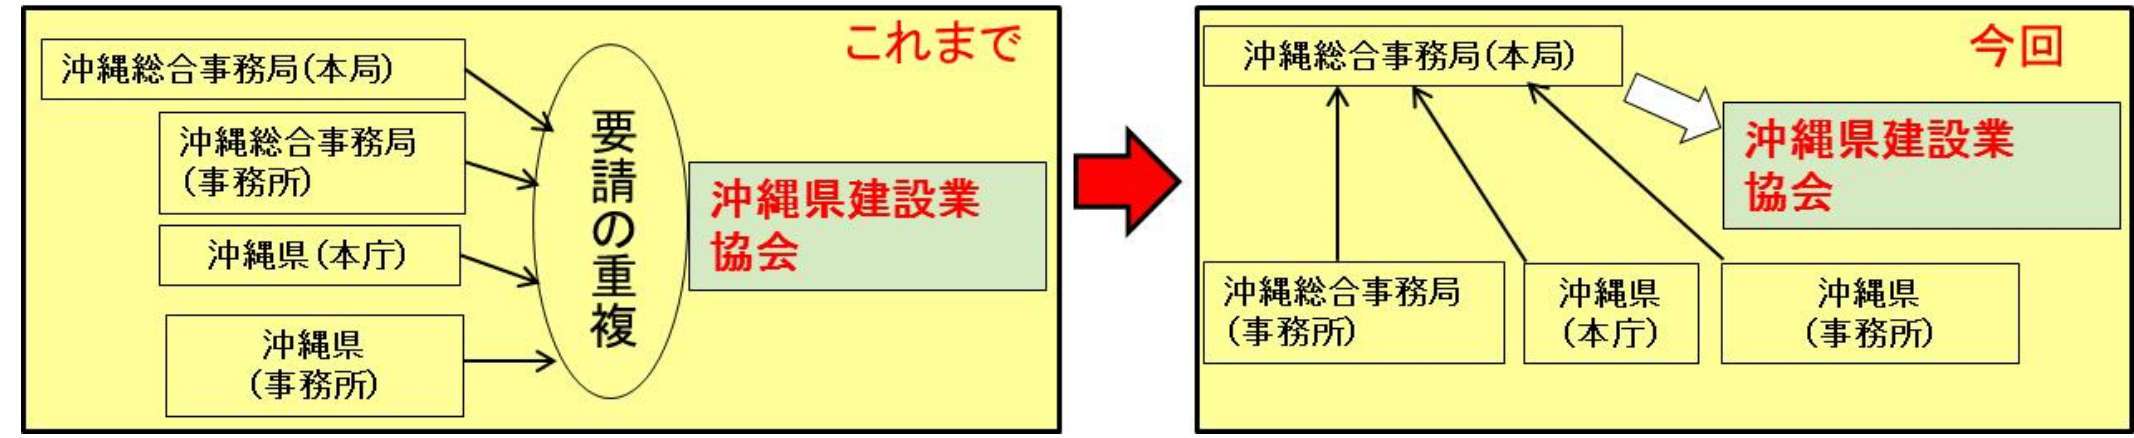 これまで
沖縄総合事務局(本局)
沖縄総合事務局
(事務所)
沖縄県(本庁)
沖縄県
(事務所)
要請の重複
沖縄県建設業
協会
今回
沖縄総合事務局(本局)
沖縄県建設業
協会
沖縄総合事務局
(事務所)
沖縄県
(本庁)
沖縄県
(事務所)